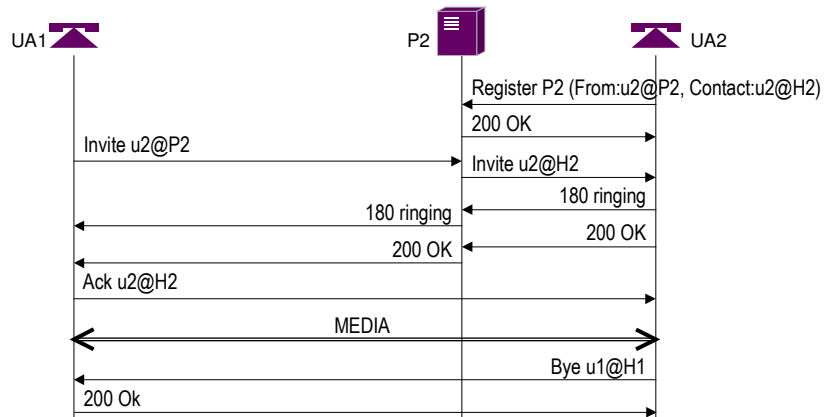 UA1
P2
UA2
Register P2 (From:u2@P2, Contact:u2@H2)
200 OK
Invite u2@P2
Invite u2@H2
180 ringing
180 ringing
200 OK
200 OK
Ack u2@H2
MEDIA
Bye u1@H1
200 Ok